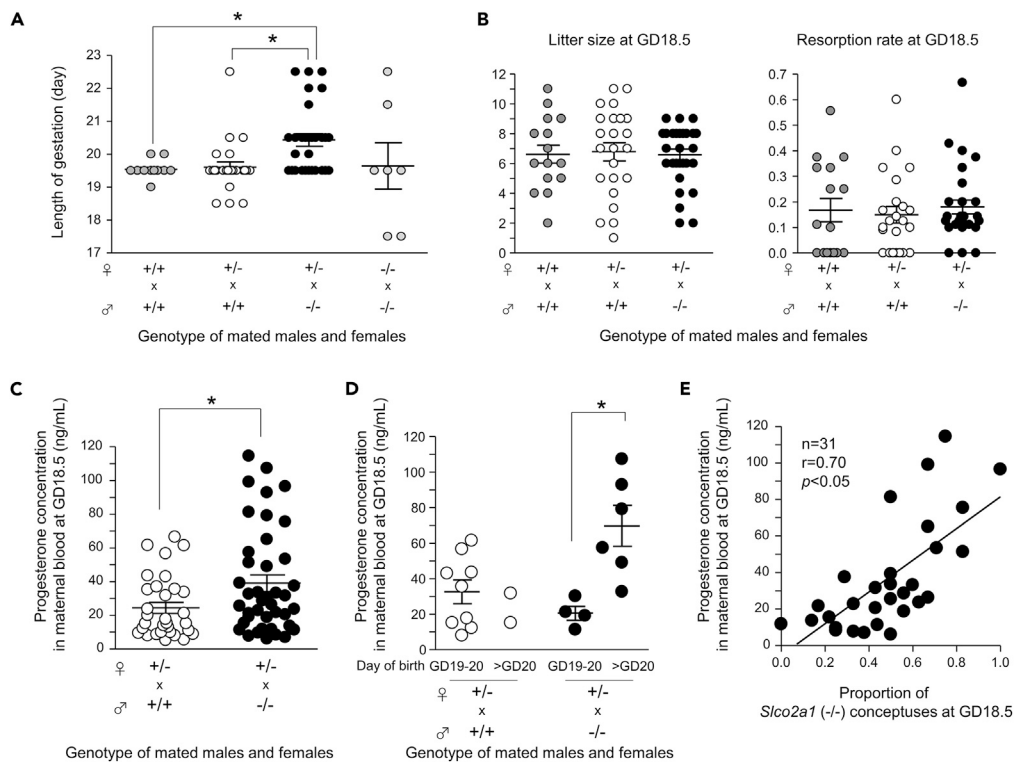 A
*
*
Length of gestation (day)
23
22
21
20
19
18
17
♀ +/+ +/- +/- -/-
x x x x
♂ +/+ +/+ -/- -/-
Genotype of mated males and females
B
Litter size at GD18.5
12
11
10
9
8
7
6
5
4
3
2
1
0
♀ +/+ +/- +/-
x x x
♂ +/+ +/+ -/-
Resorption rate at GD18.5
0.7
0.6
0.5
0.4
0.3
0.2
0.1
0.0
♀ +/+ +/- +/-
x x x
♂ +/+ +/+ -/-
Genotype of mated males and females
C
*
Progesterone concentration
in maternal blood at GD18.5 (ng/mL)
120
100
80
60
40
20
0
♀ +/- +/-
x x
♂ +/+ -/-
Genotype of mated males and females
D
*
Progesterone concentration
in maternal blood at GD18.5 (ng/mL)
120
100
80
60
40
20
0
Day of birth GD19-20 >GD20 GD19-20 >GD20
♀ +/- +/-
x x
♂ +/+ -/-
Genotype of mated males and females
E
Progesterone concentration
in maternal blood at GD18.5 (ng/mL)
120
100
80
60
40
20
0
n=31
r=0.70
p<0.05
0.0 0.2 0.4 0.6 0.8 1.0
Proportion of
Slco2a1 (-/-) conceptuses at GD18.5